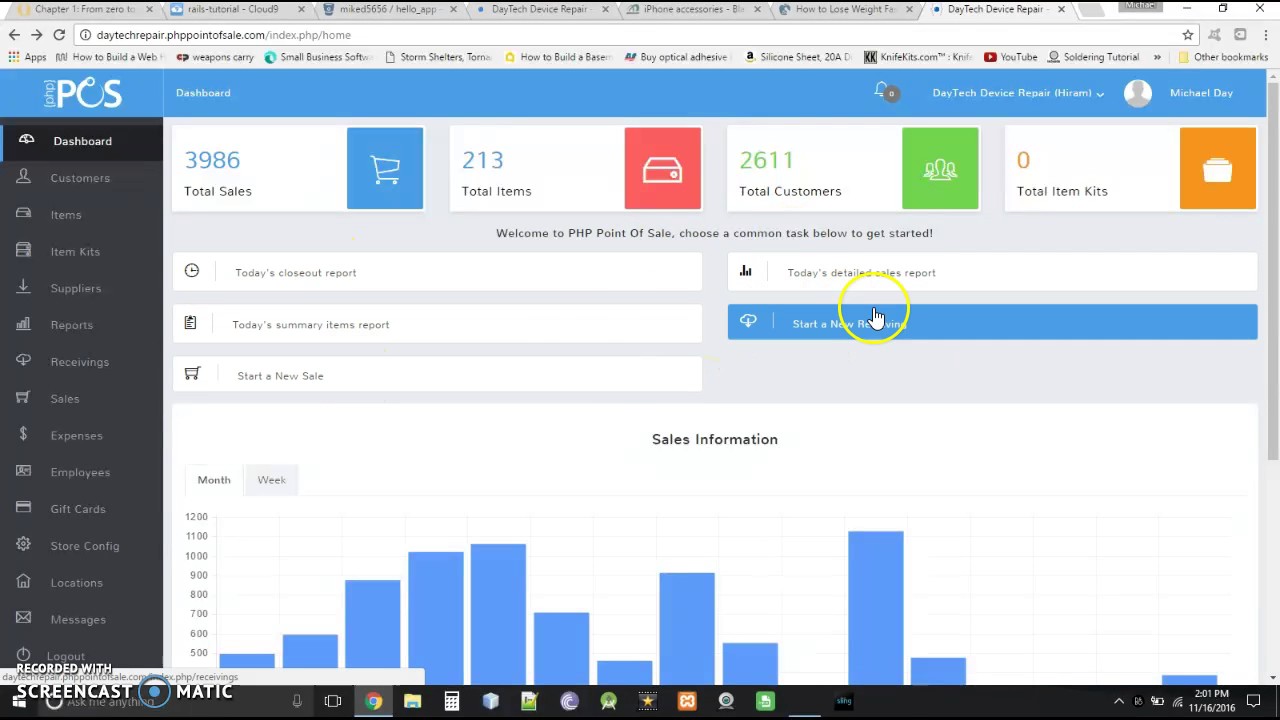 Chapter 1: From zero to
rails-tutorial - Cloud9
miked5656 / hello_app –
DayTech Device Repair
iPhone accessories. - Bla
How to Lose Weight Fas
DayTech Device Repair -
Michael
daytechrepair.phppointofsale.com/index.php/home
Apps
How to Build a Web
weapons carry
Small Business Softw
Storm Shelters, Torna
How to Build a Basem
Buy optical adhesive
Silicone Sheet, 20A D
KnifeKits.com™ : Knife
YouTube
Soldering Tutorial
»
Other bookmarks
(php) POS
Dashboard
0
DayTech Device Repair (Hiram)
Michael Day
Dashboard
Customers
Items
Item Kits
Suppliers
Reports
Receivings
Sales
Expenses
Employees
Gift Cards
Store Config
Locations
Messages
Logout
3986
Total Sales
213
Total Items
2611
Total Customers
0
Total Item Kits
Welcome to PHP Point Of Sale, choose a common task below to get started!
Today's closeout report
Today's detailed sales report
Today's summary items report
Start a New Receiving
Start a New Sale
Sales Information
Month
Week
1200
1100
1000
900
800
700
600
500
daytechrepair.phppointofsale.com/index.php/receivings
RECORDED WITH
SCREENCAST MATIC
Ask me anything
sling
2:01 PM
11/16/2016